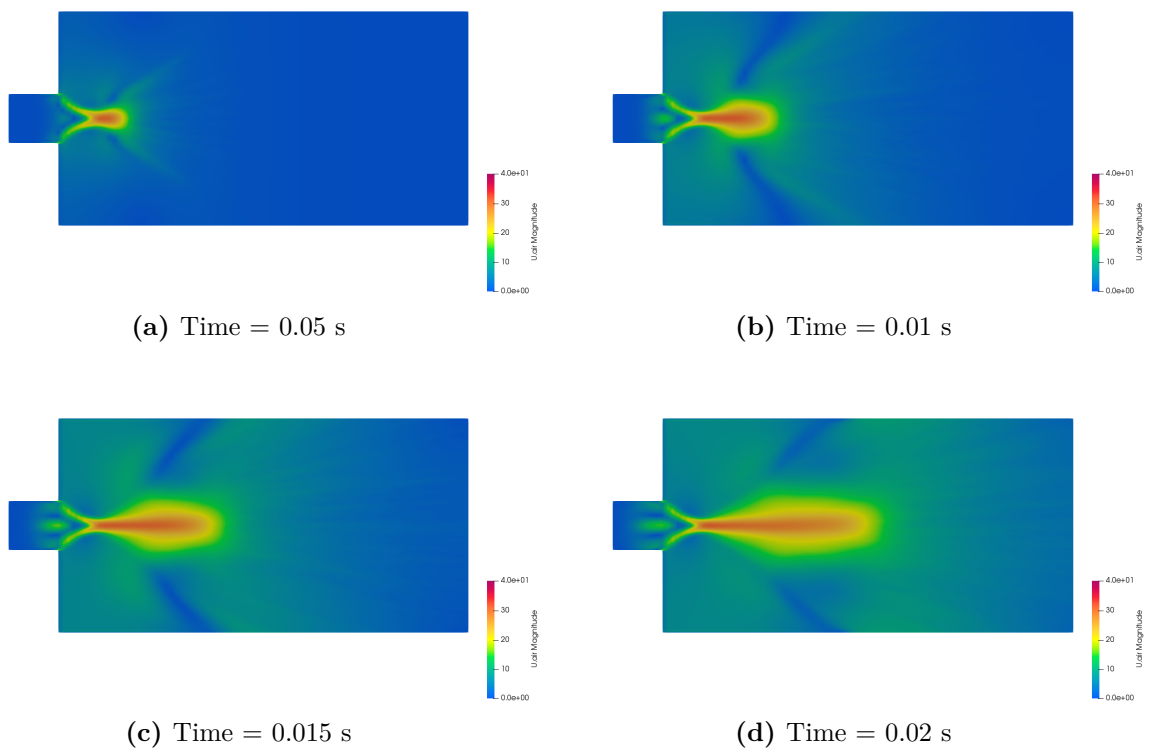 4.0e+01
30
20
10
0.0e+00
U.air Magnitude
4.0e+01
30
20
10
0.0e+00
U.air Magnitude
(a) Time = 0.05 s
(b) Time = 0.01 s
4.0e+01
30
20
10
0.0e+00
U.air Magnitude
4.0e+01
30
20
10
0.0e+00
U.air Magnitude
(c) Time = 0.015 s
(d) Time = 0.02 s